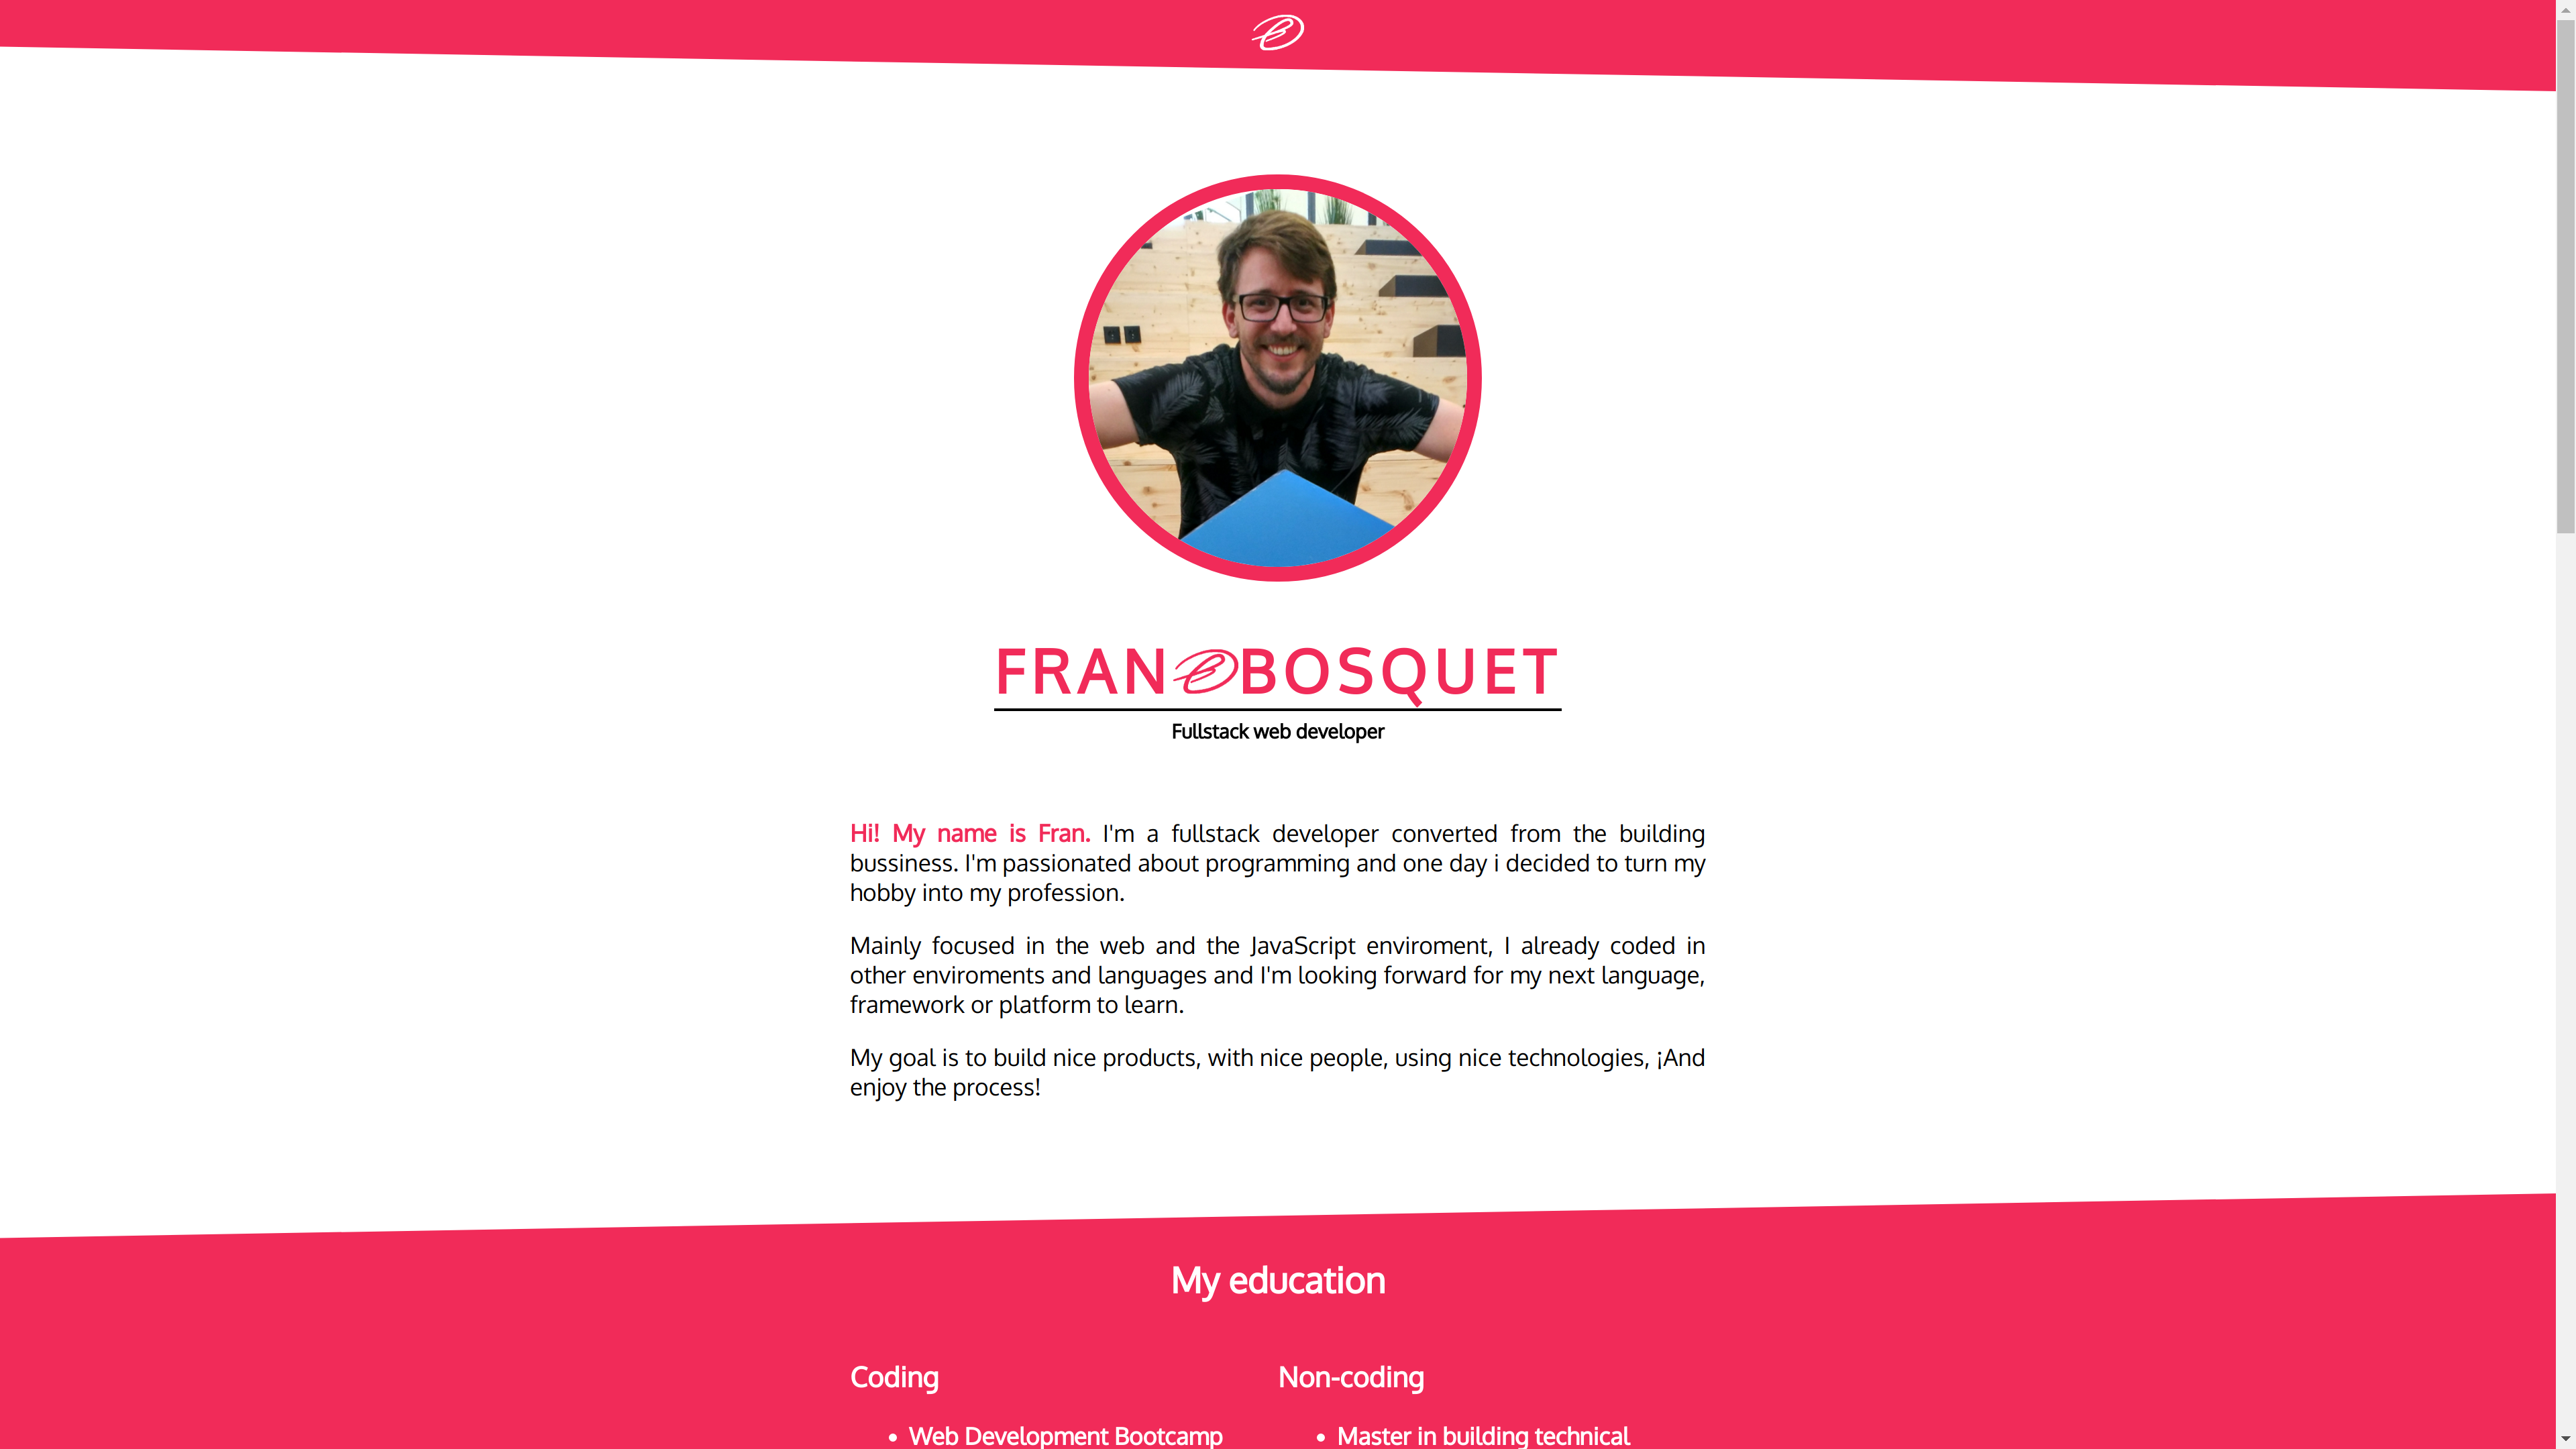 FRAN BOSQUET
Fullstack web developer
Hi! My name is Fran. I'm a fullstack developer converted from the building
bussiness. I'm passionated about programming and one day i decided to turn my
hobby into my profession.
Mainly focused in the web and the JavaScript enviroment, I already coded in
other enviroments and languages and I'm looking forward for my next language,
framework or platform to learn.
My goal is to build nice products, with nice people, using nice technologies, ¡And
enjoy the process!
My education
Coding
• Web Development Bootcamp
Non-coding
• Master in building technical